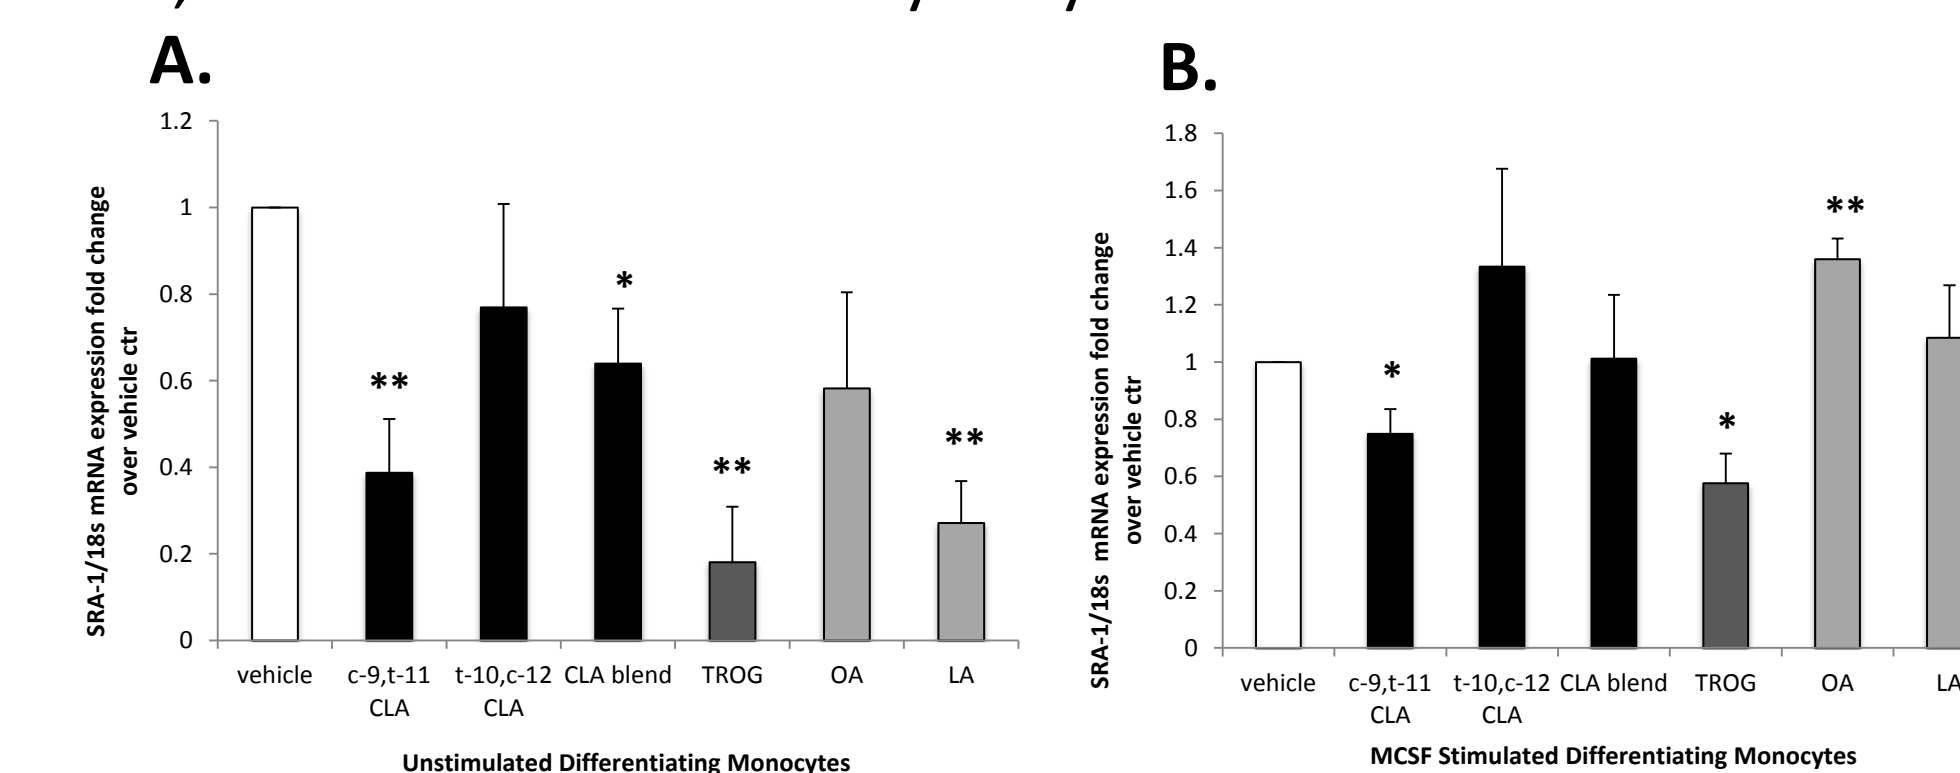 A.
1.2
1
0.8
0.6
0.4
0.2
0
SRA-1/18s mRNA expression fold change
over vehicle ctr
**
*
**
**
vehicle c-9,t-11 t-10,c-12 CLA blend TROG OA LA
CLA CLA
Unstimulated Differentiating Monocytes
B.
1.8
1.6
1.4
1.2
1
0.8
0.6
0.4
0.2
0
SRA-1/18s mRNA expression fold change
over vehicle ctr
*
*
**
vehicle c-9,t-11 t-10,c-12 CLA blend TROG OA LA
CLA CLA
MCSF Stimulated Differentiating Monocytes